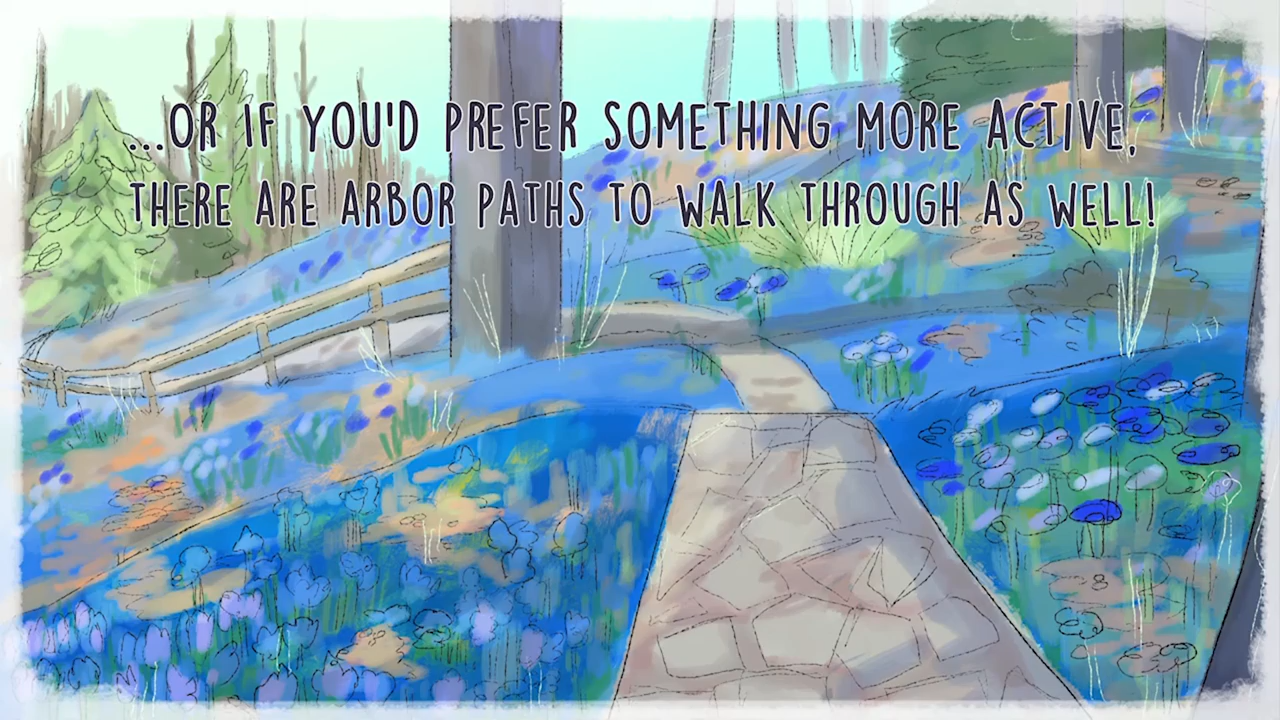 ...OR IF YOU'D PREFER SOMETHING MORE ACTIVE,
THERE ARE ARBOR PATHS TO WALK THROUGH AS WELL!